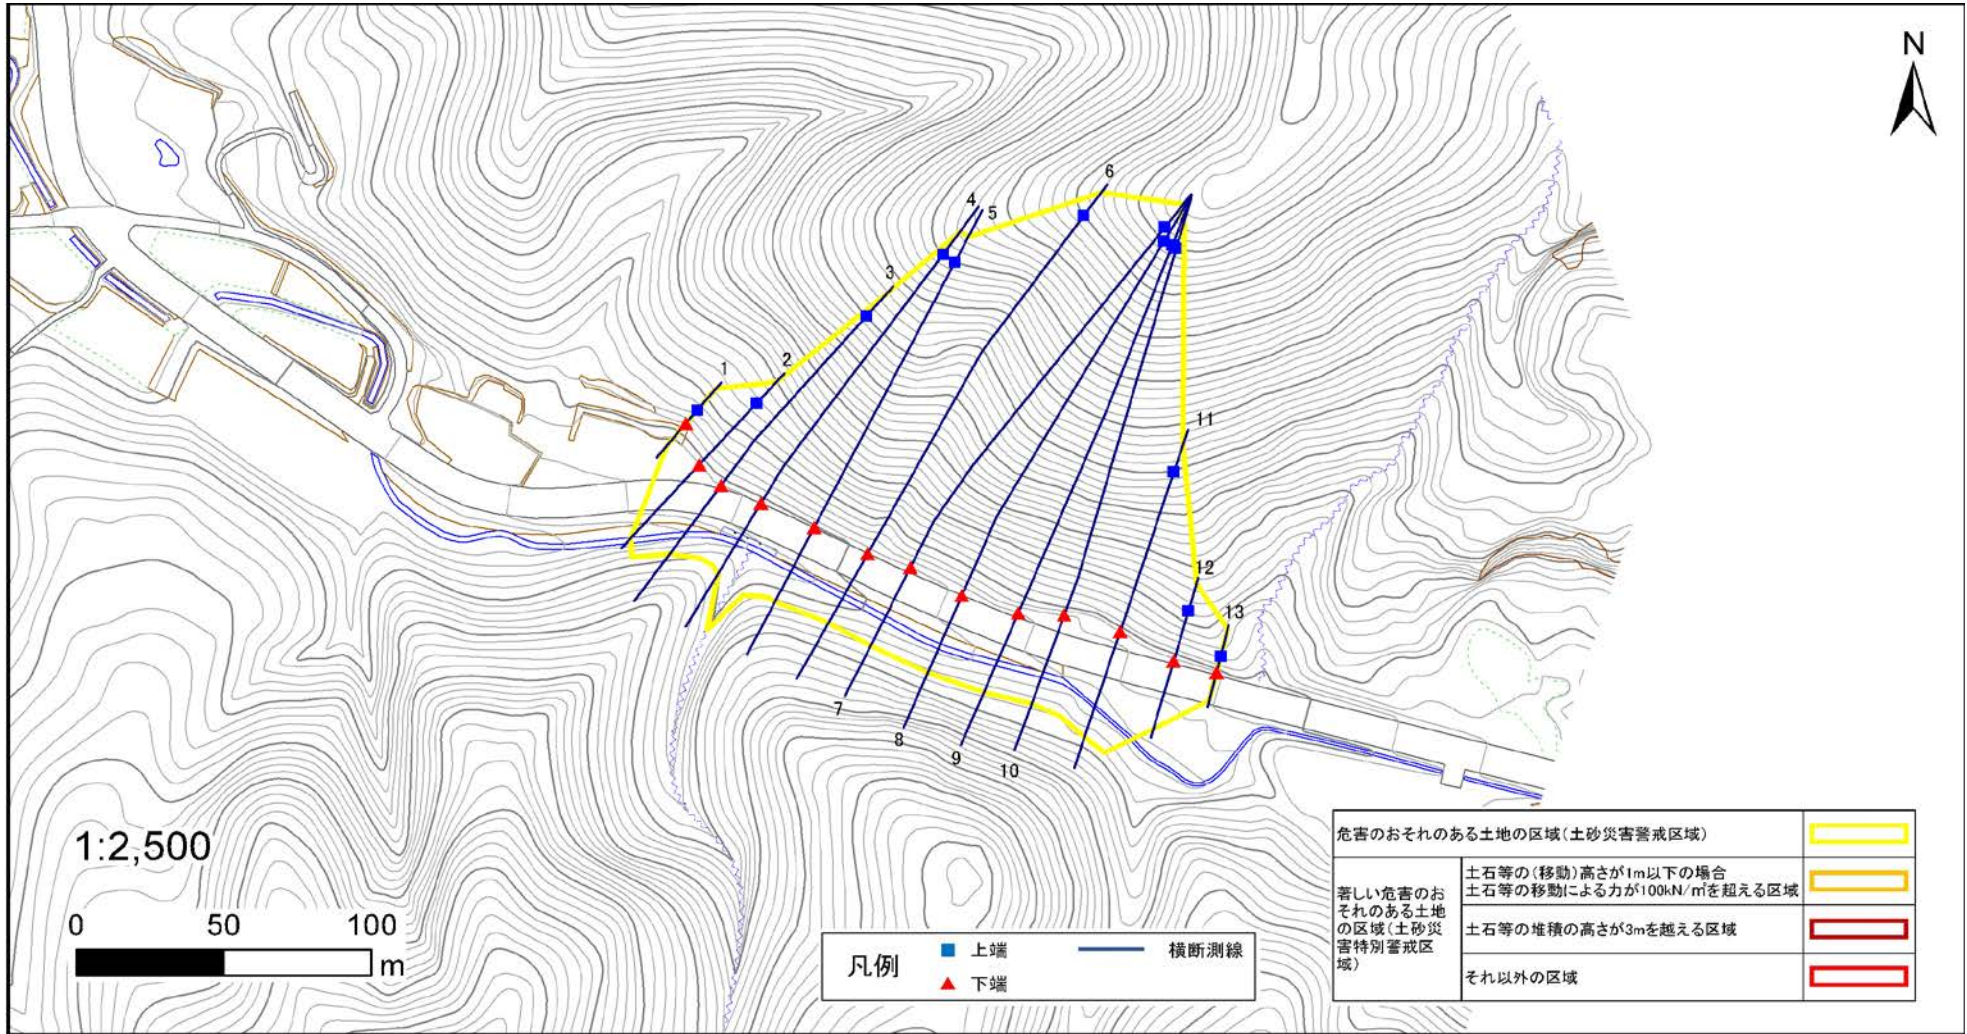 N
6
4
5
3
2
1
11
12
13
7
8
9
10
1:2,500
0 50 100
m
凡例
上端
横断測線
下端
危害のおそれのある土地の区域(土砂災害警戒区域)
著しい危害のお
それのある土地
の区域(土砂災
害特別警戒区
域)
土石等の(移動)高さが1m以下の場合
土石等の移動による力が100kN/㎡を超える区域
土石等の堆積の高さが3mを越える区域
それ以外の区域